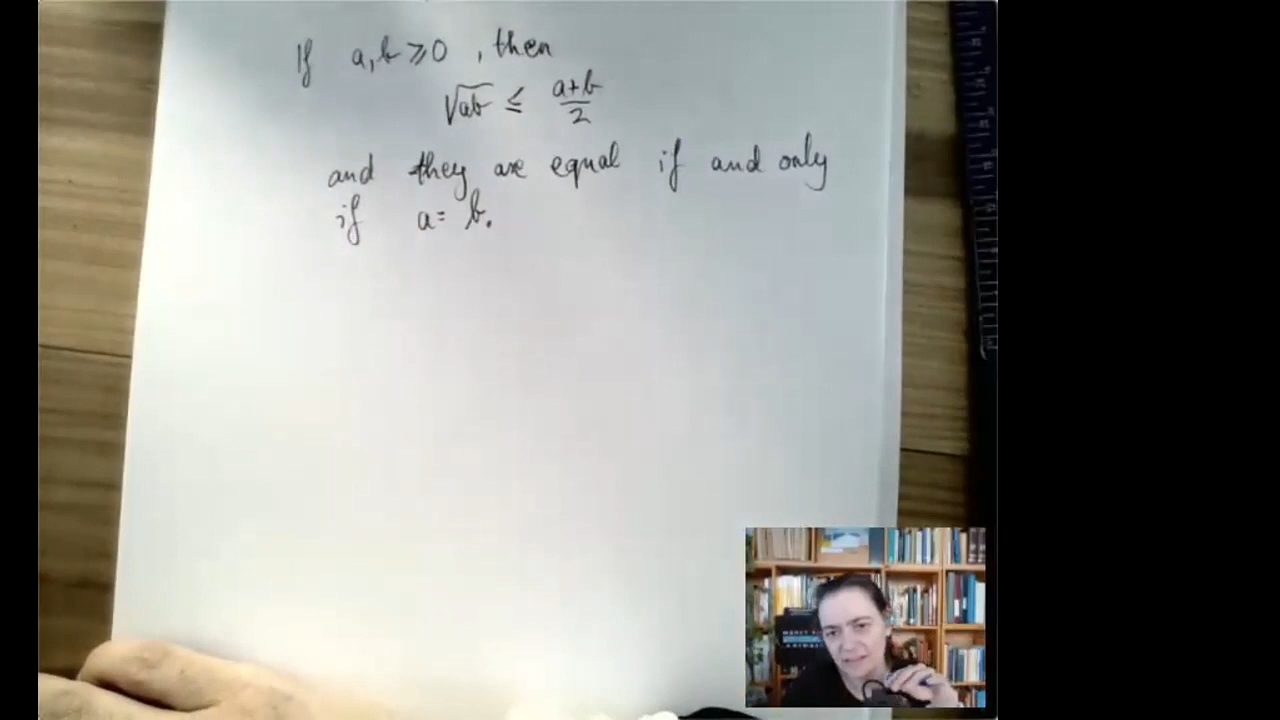 If a, b ⩾ 0, then
√ab ≤ a+b/2
and they are equal if and only
if a = b.